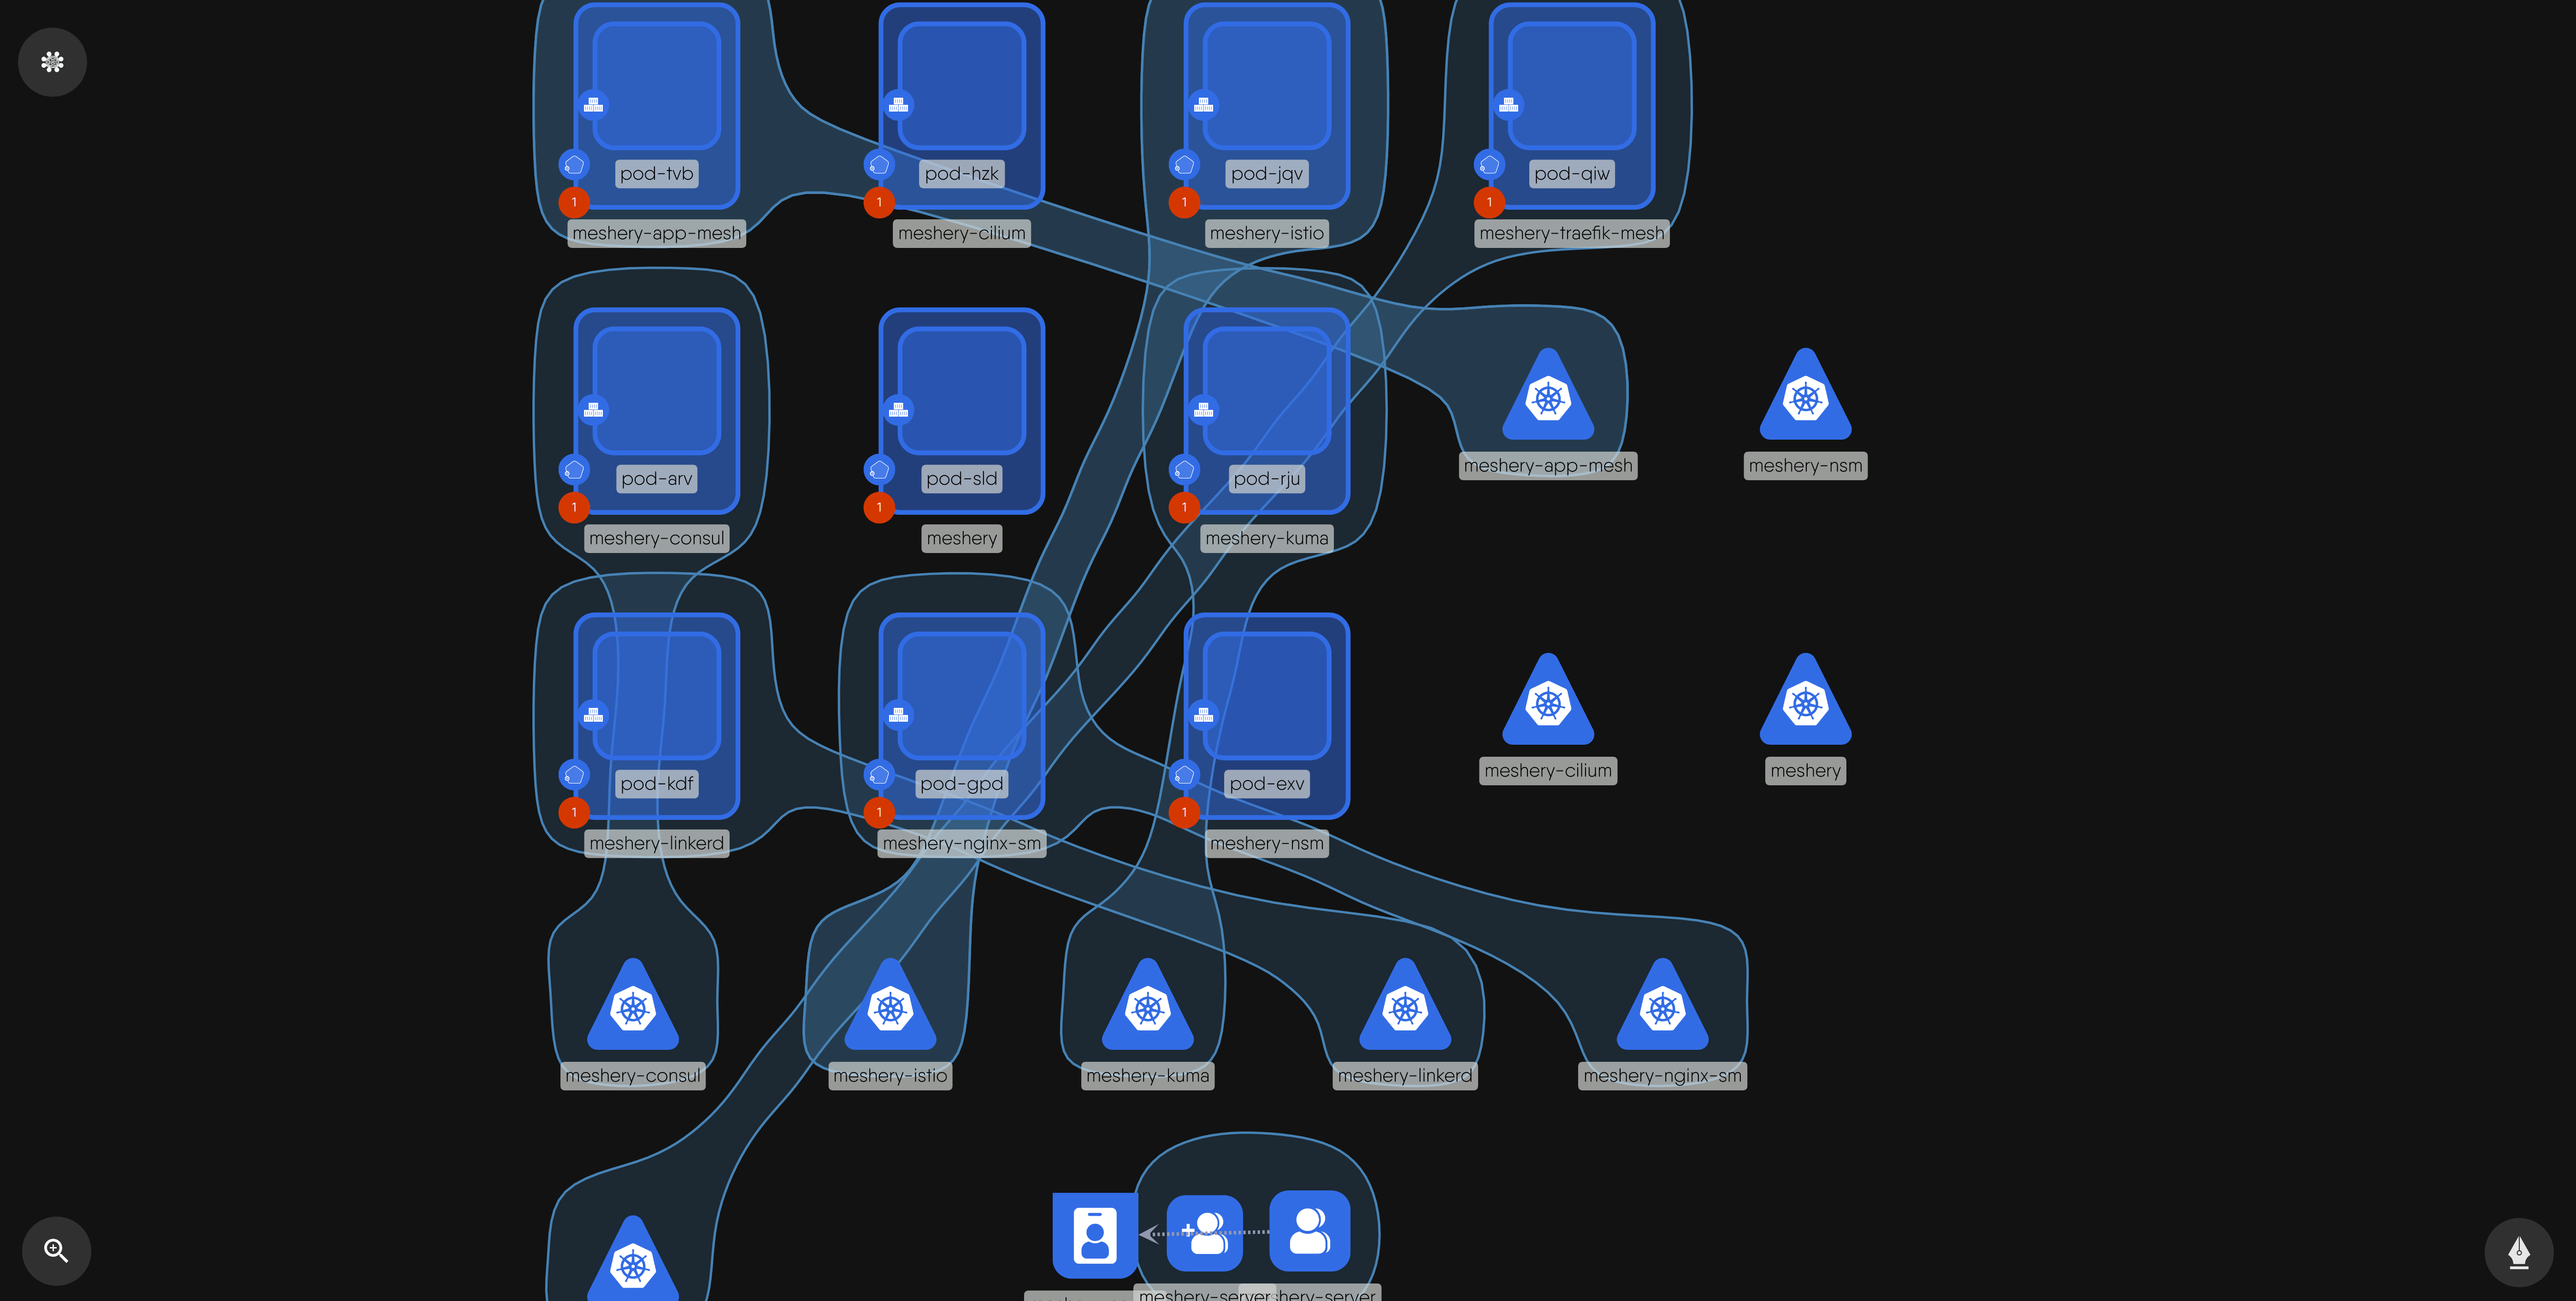 pod-tvb
pod-hzk
pod-jqv
pod-qiw
1
1
1
1
meshery-app-mesh
meshery-cilium
meshery-istio
meshery-traefik-mesh
pod-arv
pod-sld
pod-rju
meshery-app-mesh
meshery-nsm
1
1
1
meshery-consul
meshery
meshery-kuma
pod-kdf
pod-gpd
pod-exv
meshery-cilium
meshery
1
1
1
meshery-linkerd
meshery-nginx-sm
meshery-nsm
meshery-consul
meshery-istio
meshery-kuma
meshery-linkerd
meshery-nginx-sm
meshery-server